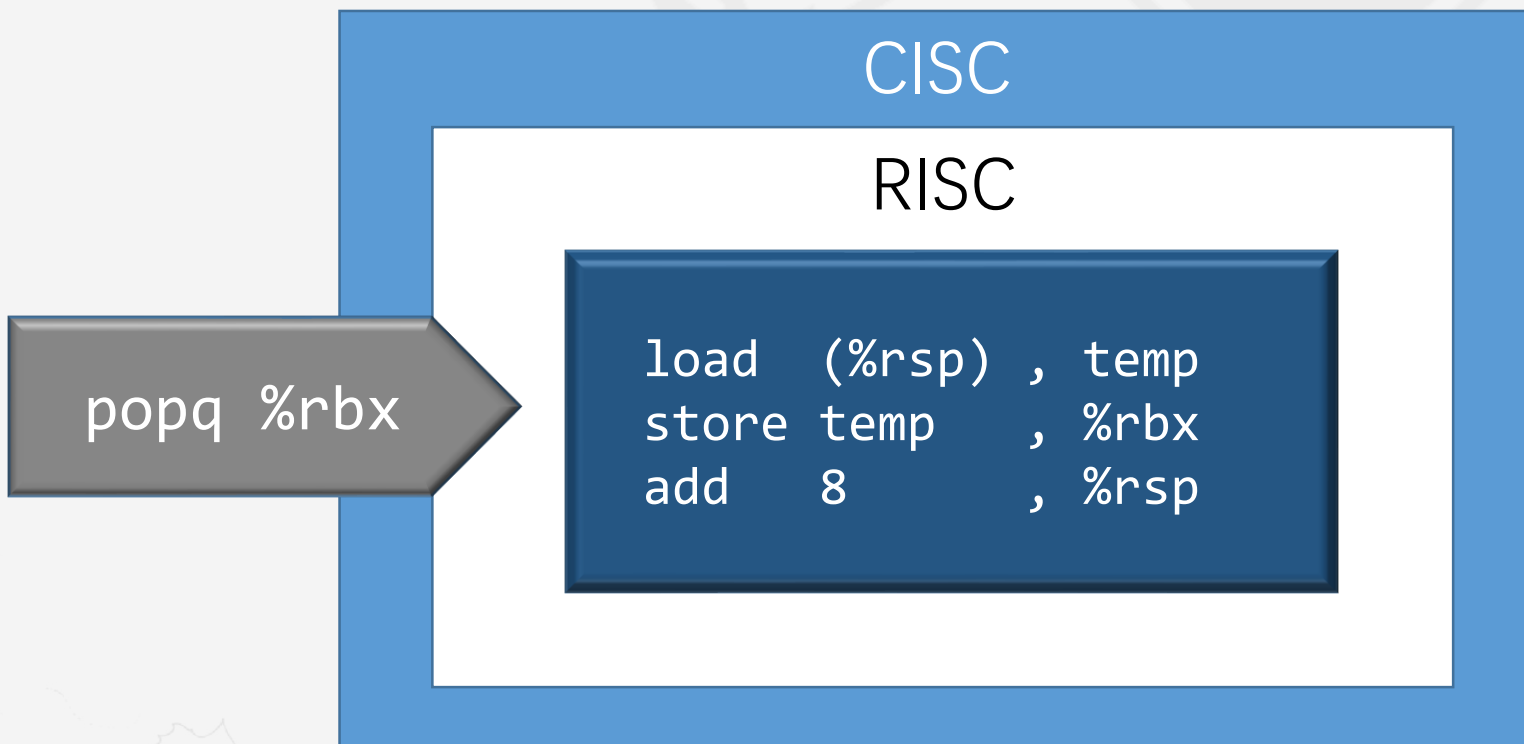 CISC
RISC
popq %rbx
load (%rsp) , temp
store temp , %rbx
add 8 , %rsp